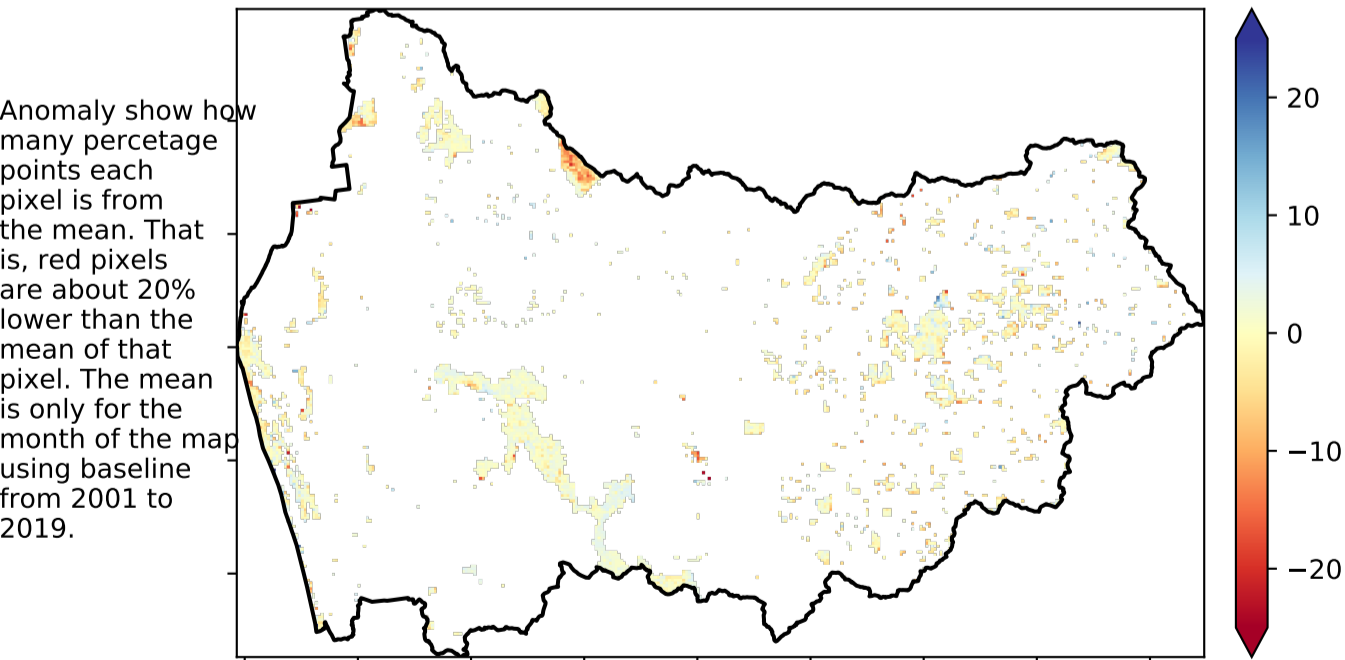 Anomaly show how
many percetage
points each
pixel is from
the mean. That
is, red pixels
are about 20%
lower than the
mean of that
pixel. The mean
is only for the
month of the map
using baseline
from 2001 to
2019.
20
10
0
−10
−20